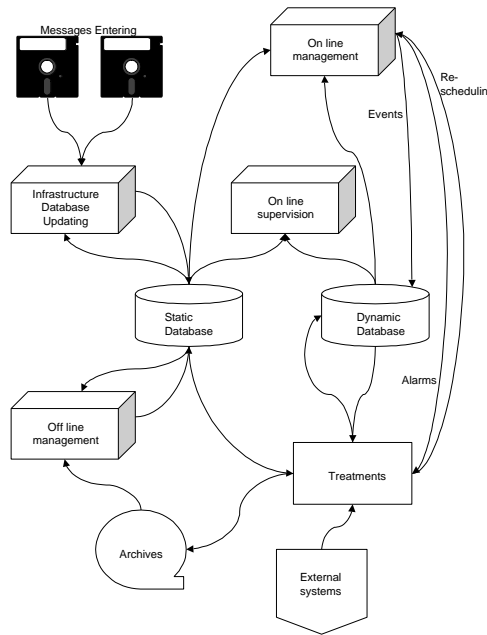 Messages Entering
On line
management
Re-
schedulin
Events
Infrastructure
Database
Updating
On line
supervision
Static
Database
Dynamic
Database
Alarms
Off line
management
Treatments
Archives
External
systems